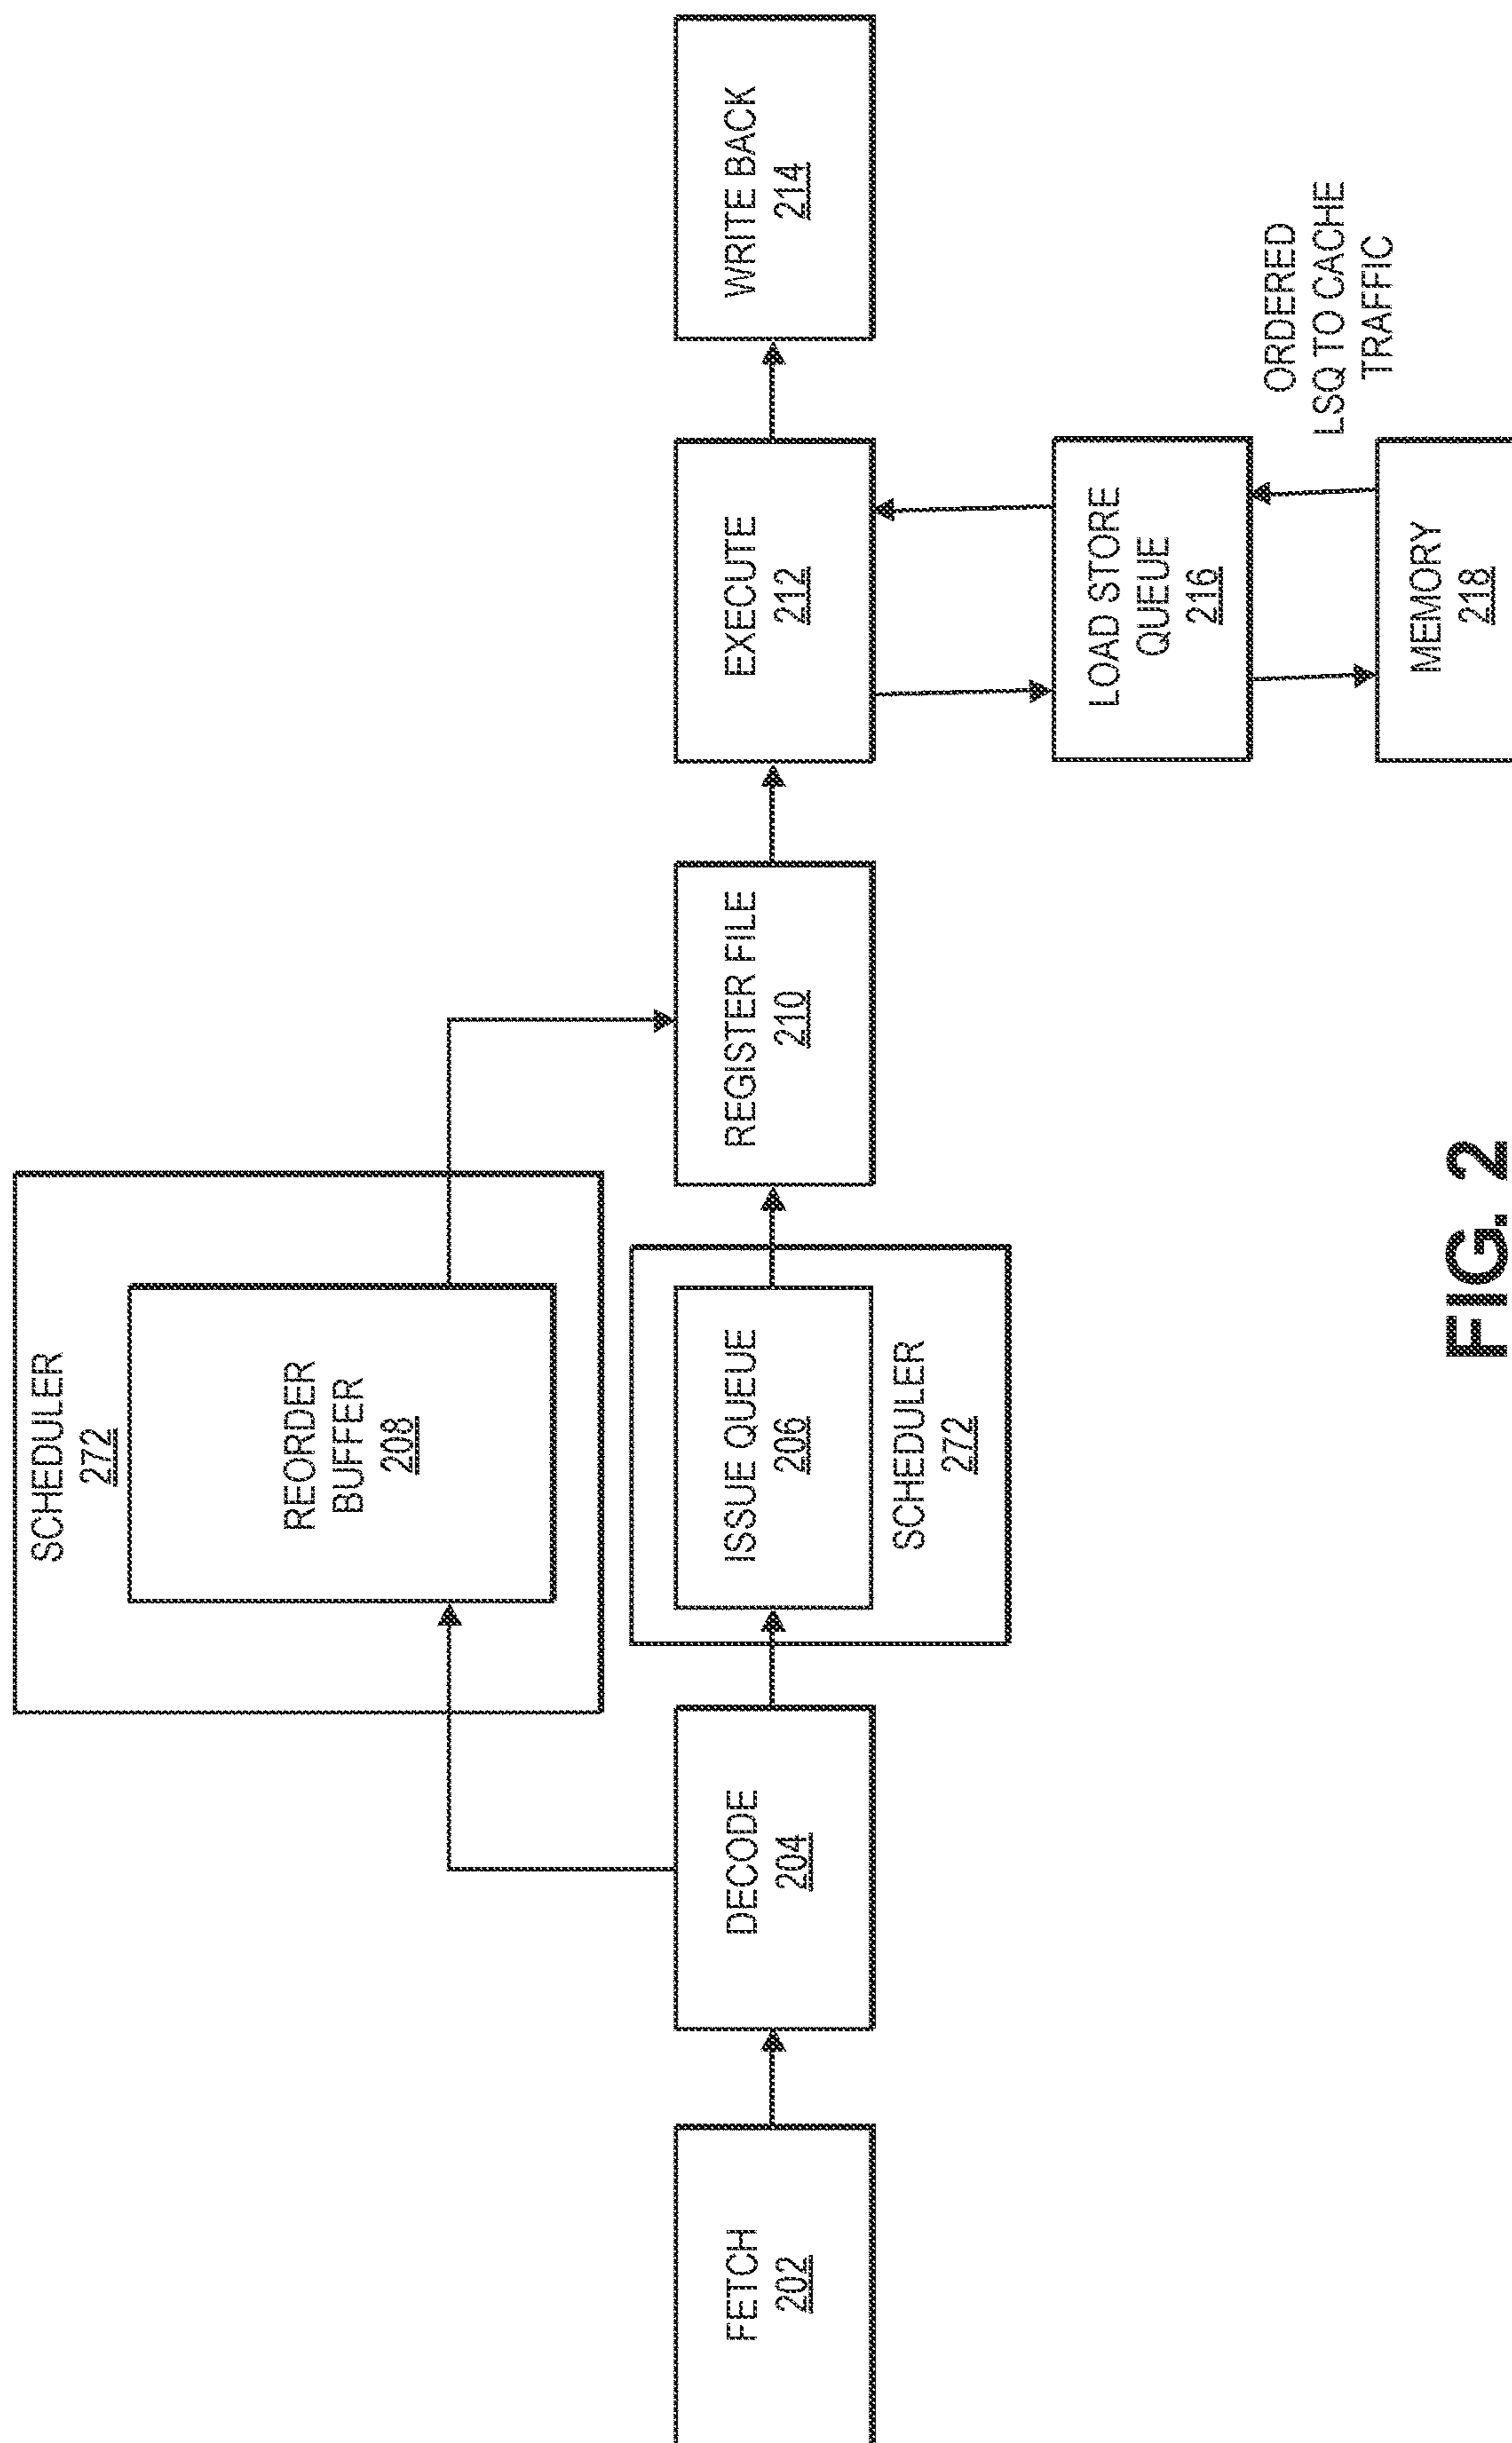 SCHEDULER
272
REORDER
BUFFER
208
FETCH
202
DECODE
204
ISSUE QUEUE
206
SCHEDULER
272
REGISTER FILE
210
EXECUTE
212
WRITE BACK
214
LOAD STORE
QUEUE
216
ORDERED
LSQ TO CACHE
TRAFFIC
MEMORY
218
FIG. 2